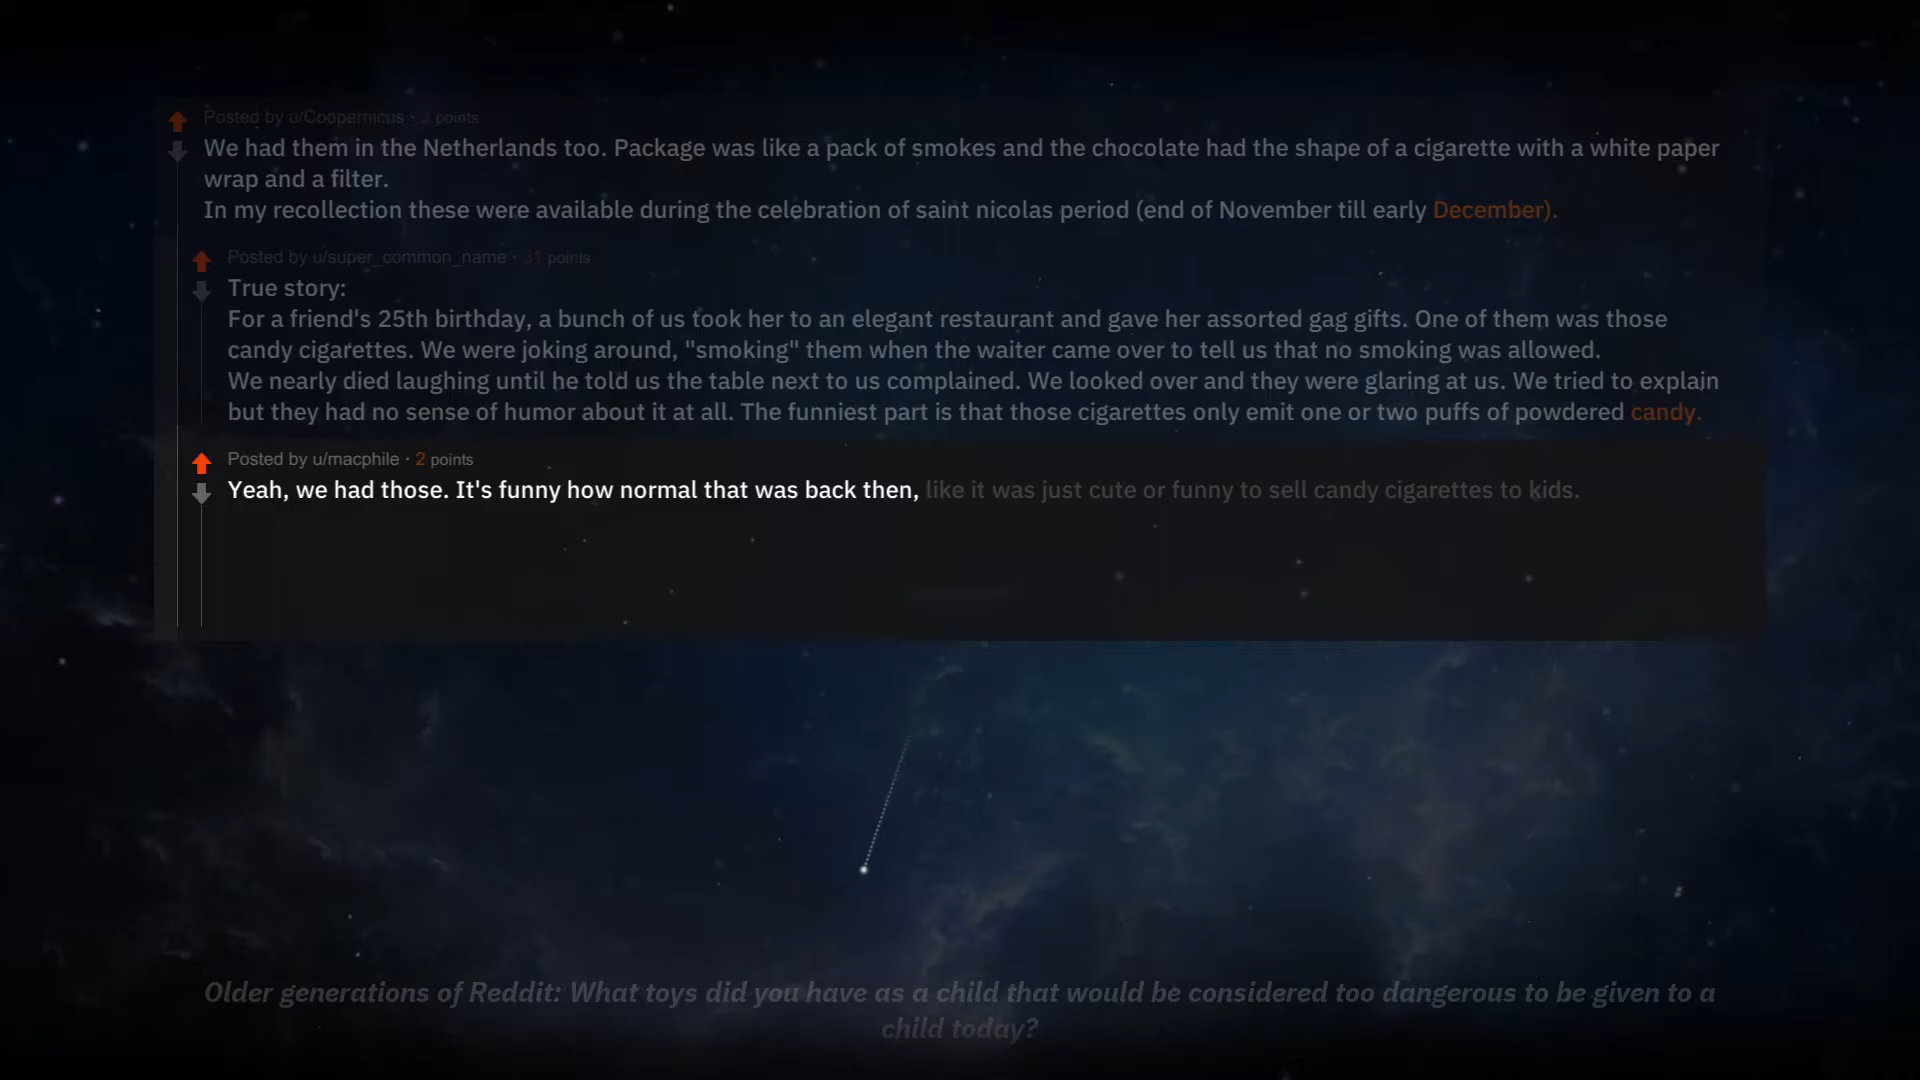 Posted by u/Coopernicus · 3 points
We had them in the Netherlands too. Package was like a pack of smokes and the chocolate had the shape of a cigarette with a white paper
wrap and a filter.
In my recollection these were available during the celebration of saint nicolas period (end of November till early December).
Posted by u/super_common_name · 31 points
True story:
For a friend's 25th birthday, a bunch of us took her to an elegant restaurant and gave her assorted gag gifts. One of them was those
candy cigarettes. We were joking around, "smoking" them when the waiter came over to tell us that no smoking was allowed.
We nearly died laughing until he told us the table next to us complained. We looked over and they were glaring at us. We tried to explain
but they had no sense of humor about it at all. The funniest part is that those cigarettes only emit one or two puffs of powdered candy.
Posted by u/macphile · 2 points
Yeah, we had those. It's funny how normal that was back then, like it was just cute or funny to sell candy cigarettes to kids.
Older generations of Reddit: What toys did you have as a child that would be considered too dangerous to be given to a
child today?